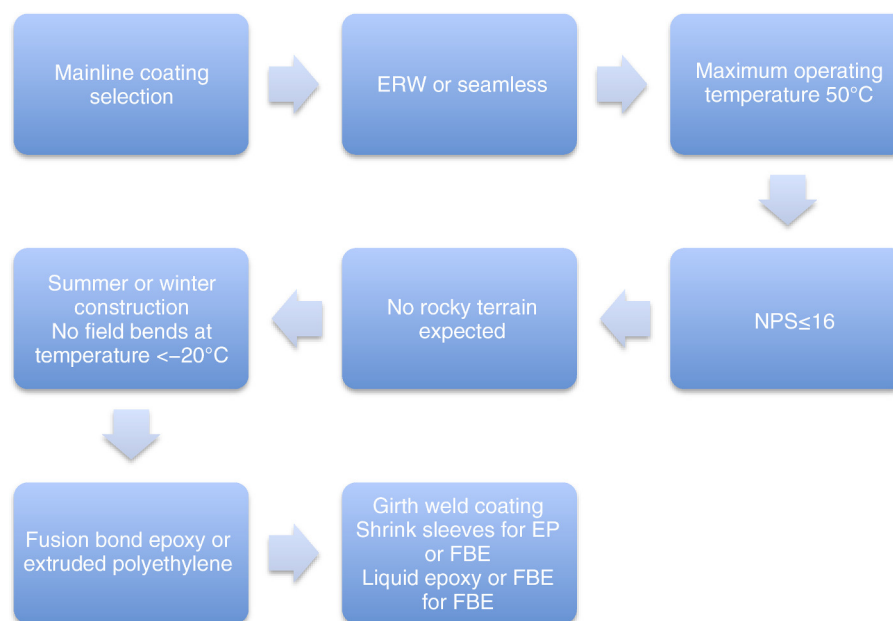 Mainline coating
selection
ERW or seamless
Maximum operating
temperature 50°C
NPS≤16
No rocky terrain
expected
Summer or winter
construction
No field bends at
temperature <−20°C
Fusion bond epoxy or
extruded polyethylene
Girth weld coating
Shrink sleeves for EP
or FBE
Liquid epoxy or FBE
for FBE